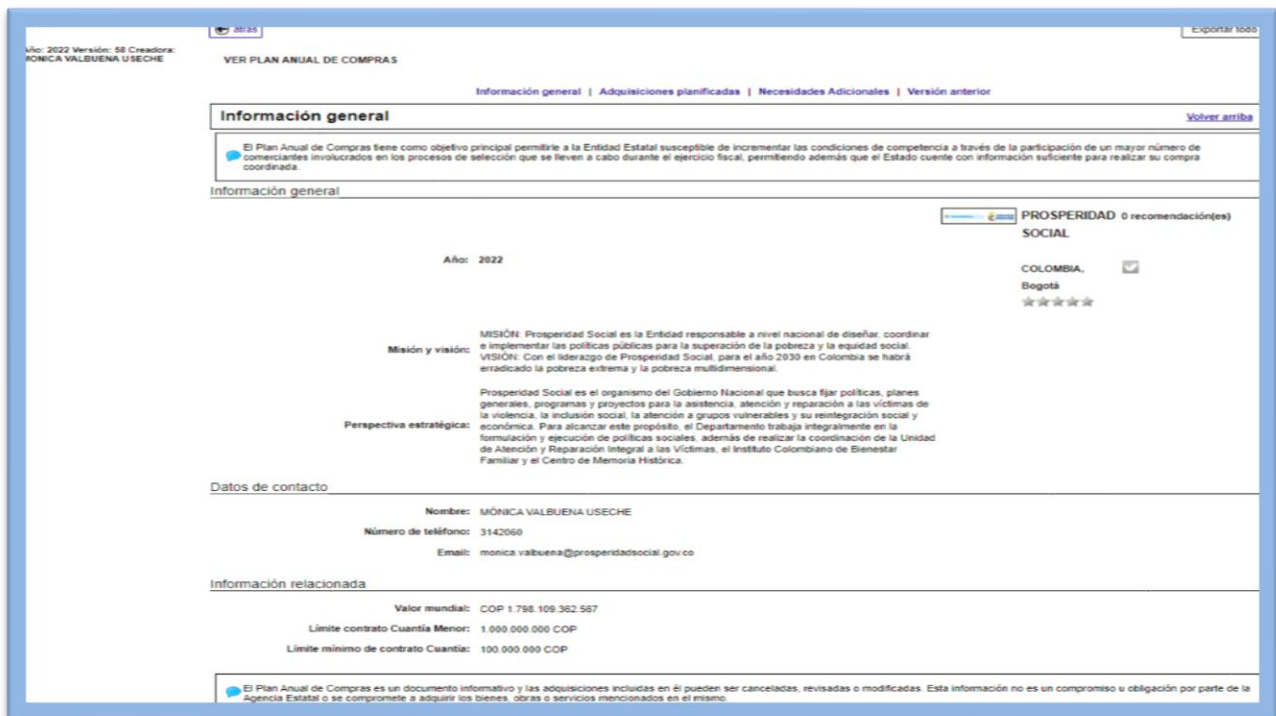 atrás
Exportar todo
Año: 2022 Versión: 58 Creadora:
MONICA VALBUENA USECHE
VER PLAN ANUAL DE COMPRAS
Información general | Adquisiciones planificadas | Necesidades Adicionales | Versión anterior
Información general
Volver arriba
El Plan Anual de Compras tiene como objetivo principal permitirle a la Entidad Estatal susceptible de incrementar las condiciones de competencia a través de la participación de un mayor número de
comerciantes involucrados en los procesos de selección que se lleven a cabo durante el ejercicio fiscal, permitiendo además que el Estado cuente con información suficiente para realizar su compra
coordinada.
Información general
PROSPERIDAD 0 recomendación(es)
SOCIAL
Año: 2022
COLOMBIA,
Bogotá
Misión y visión: MISIÓN: Prosperidad Social es la Entidad responsable a nivel nacional de diseñar, coordinar
e implementar las políticas públicas para la superación de la pobreza y la equidad social.
VISIÓN: Con el liderazgo de Prosperidad Social, para el año 2030 en Colombia se habrá
erradicado la pobreza extrema y la pobreza multidimensional.
Perspectiva estratégica: Prosperidad Social es el organismo del Gobierno Nacional que busca fijar políticas, planes
generales, programas y proyectos para la asistencia, atención y reparación a las víctimas de
la violencia, la inclusión social, la atención a grupos vulnerables y su reintegración social y
económica. Para alcanzar este propósito, el Departamento trabaja integralmente en la
formulación y ejecución de políticas sociales, además de realizar la coordinación de la Unidad
de Atención y Reparación Integral a las Víctimas, el Instituto Colombiano de Bienestar
Familiar y el Centro de Memoria Histórica.
Datos de contacto
Nombre: MÓNICA VALBUENA USECHE
Número de teléfono: 3142060
Email: monica.valbuena@prosperidadsocial.gov.co
Información relacionada
Valor mundial: COP 1.798.109.362.567
Límite contrato Cuantía Menor: 1.000.000.000 COP
Límite mínimo de contrato Cuantía: 100.000.000 COP
El Plan Anual de Compras es un documento informativo y las adquisiciones incluidas en él pueden ser canceladas, revisadas o modificadas. Esta información no es un compromiso u obligación por parte de la
Agencia Estatal o se compromete a adquirir los bienes, obras o servicios mencionados en el mismo.